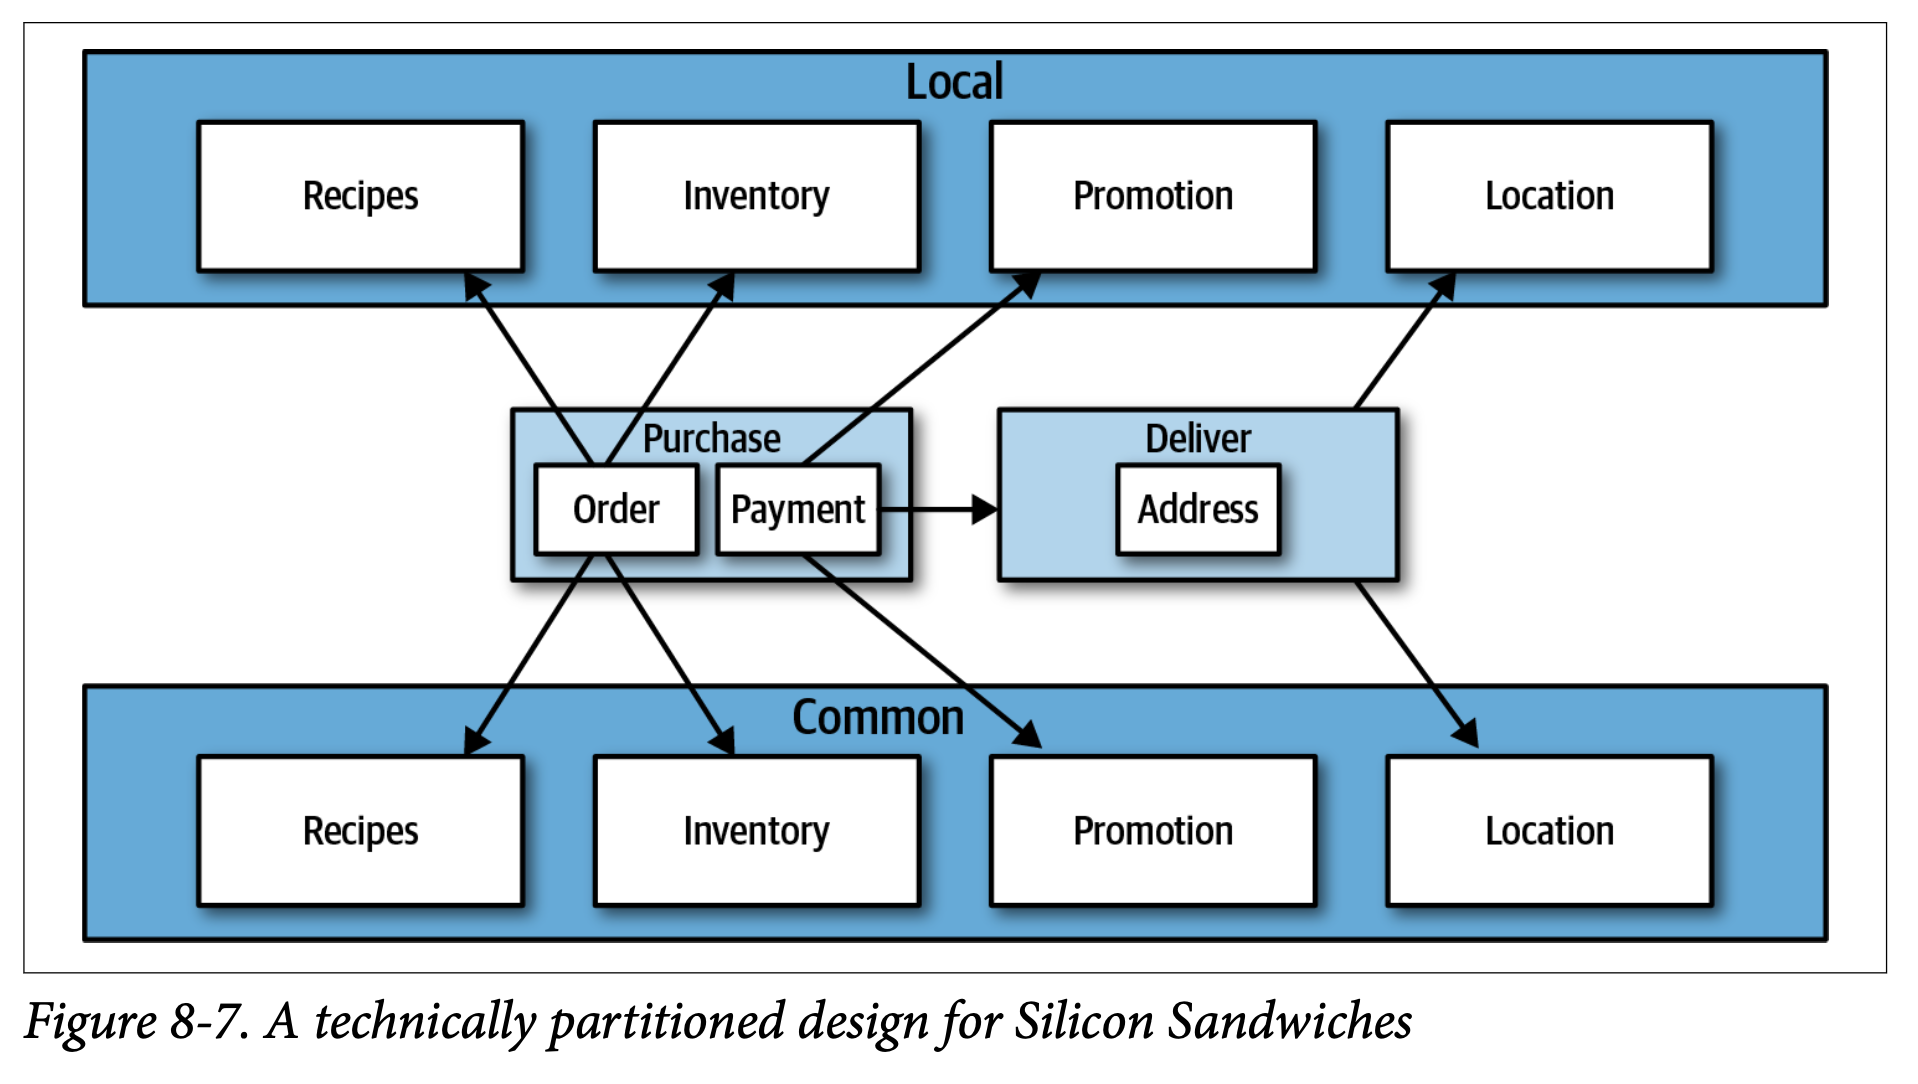 Local
Recipes
Inventory
Promotion
Location
Purchase
Order
Payment
Deliver
Address
Common
Recipes
Inventory
Promotion
Location
Figure 8-7. A technically partitioned design for Silicon Sandwiches